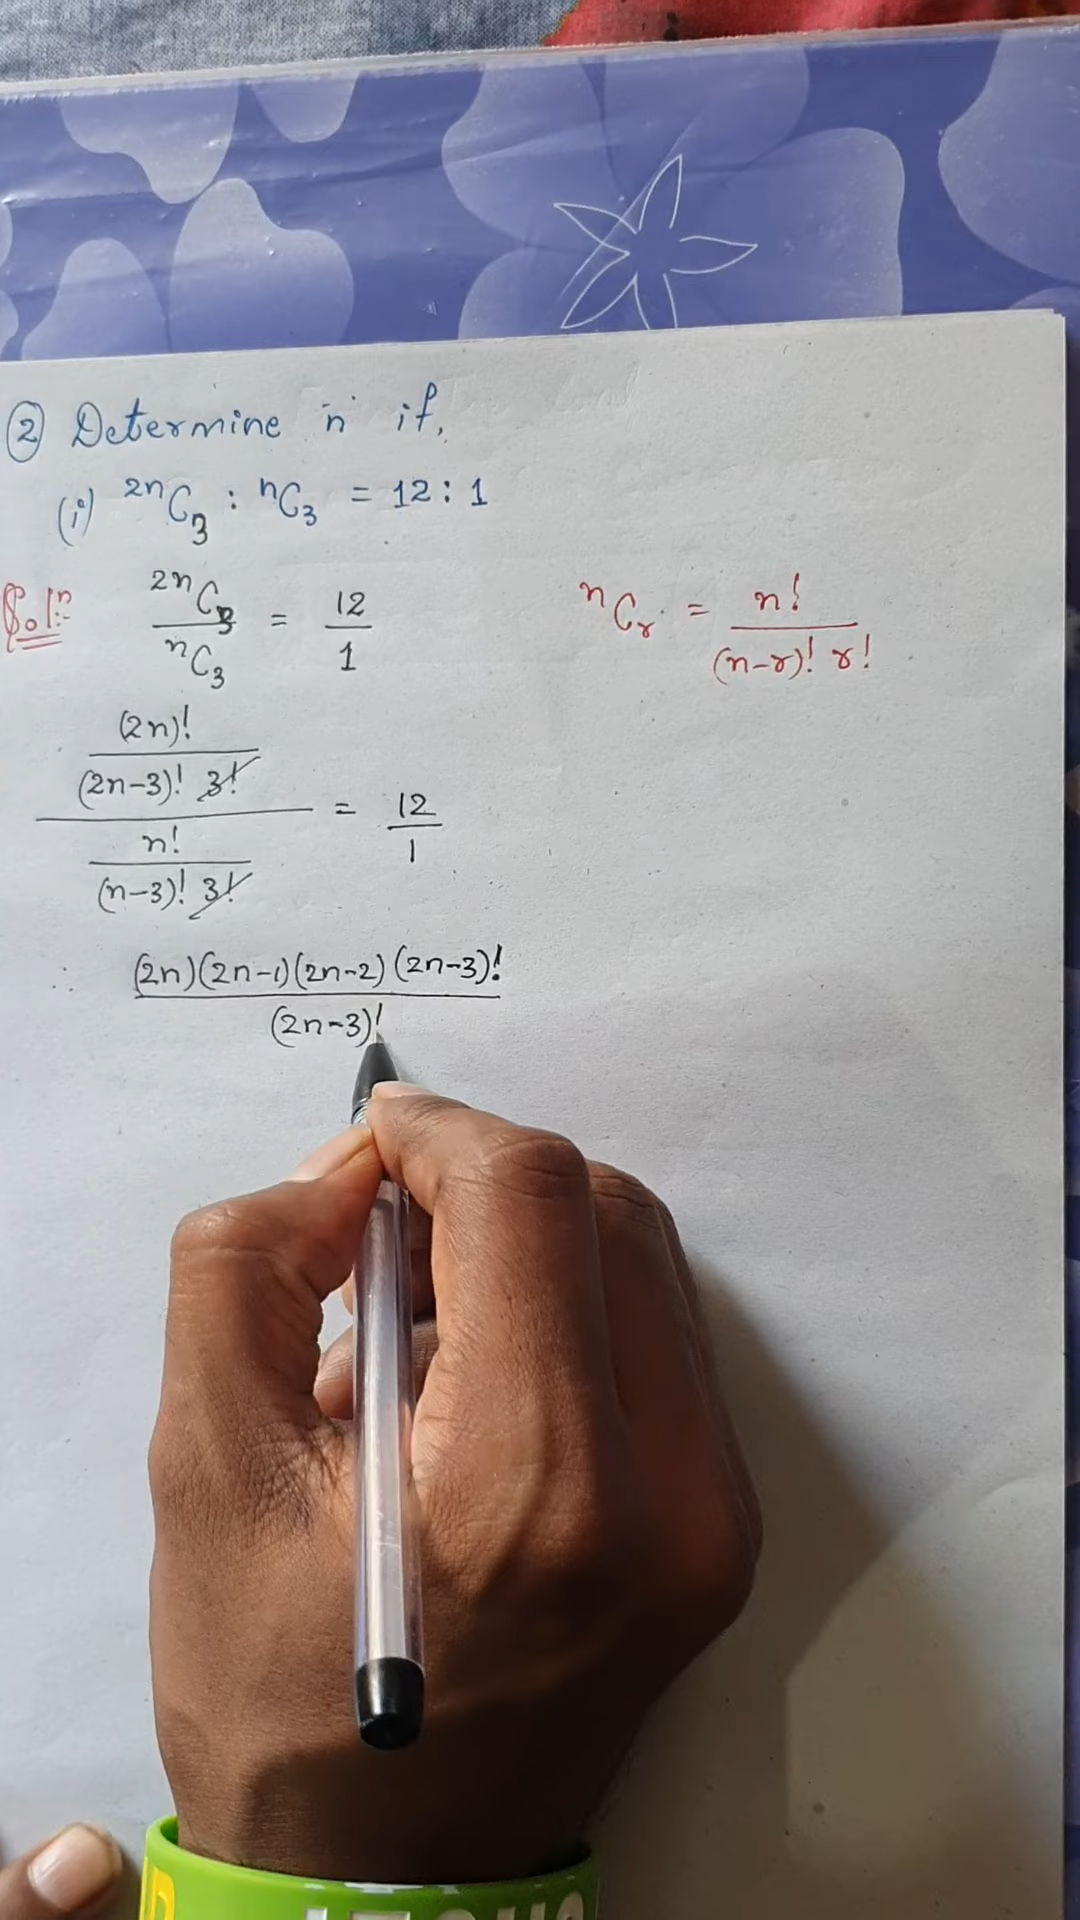 ② Determine "n" if,
(i) ²ⁿC₃ : ⁿC₃ = 12 : 1
Solⁿ:- ²ⁿC₃ / ⁿC₃ = 12 / 1
ⁿCᵣ = n! / (n-r)! r!
(2n)! / (2n-3)! 3! / n! / (n-3)! 3! = 12 / 1
(2n)(2n-1)(2n-2)(2n-3)! / (2n-3)!